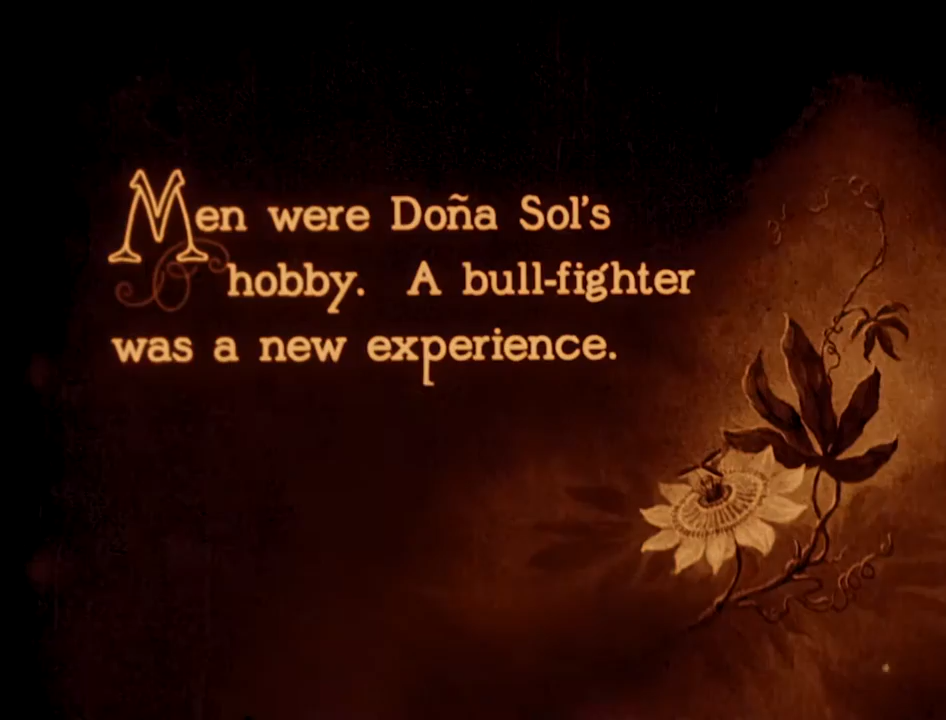 Men were Doña Sol's
hobby. A bull-fighter
was a new experience.